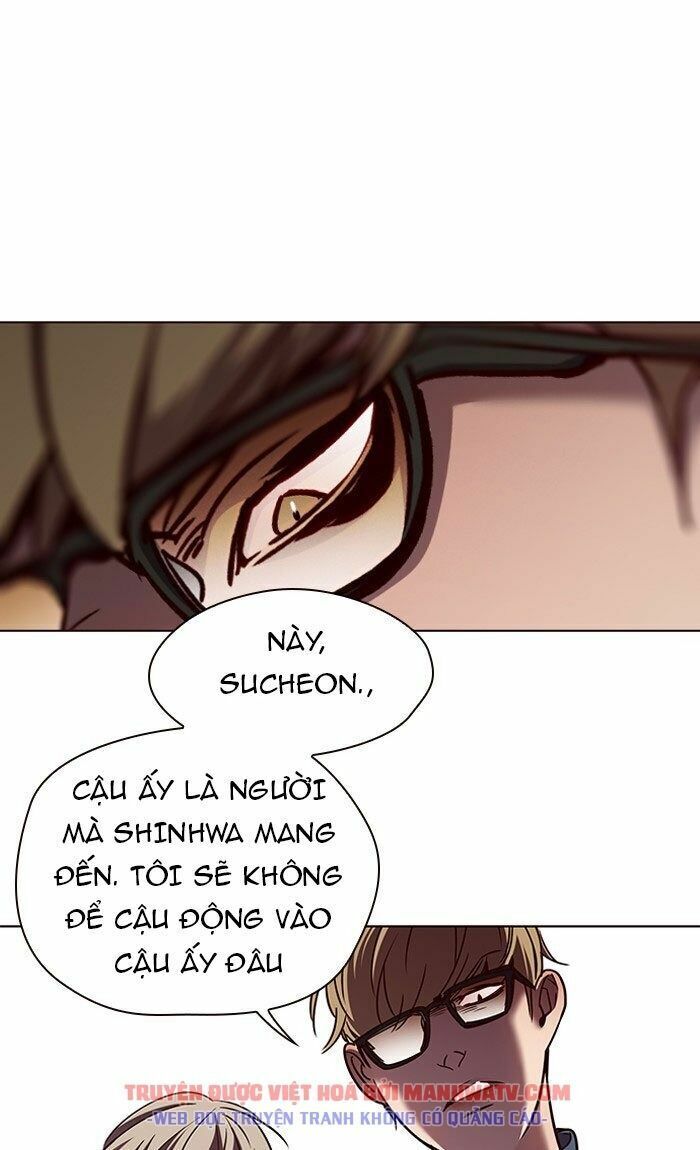 NÀY,
SUCHEON.,
CẬU ẤY LÀ NGƯỜI
MÀ SHINHWA MANG
ĐẾN. TÔI SẼ KHÔNG
ĐỂ CẬU ĐỘNG VÀO
CẬU ẤY ĐÂU
TRUYỆN ĐƯỢC VIỆT HOÁ BỞI MANHWATV.COM
-WEB ĐỌC TRUYỆN TRANH KHÔNG CÓ QUẢNG CÁO-